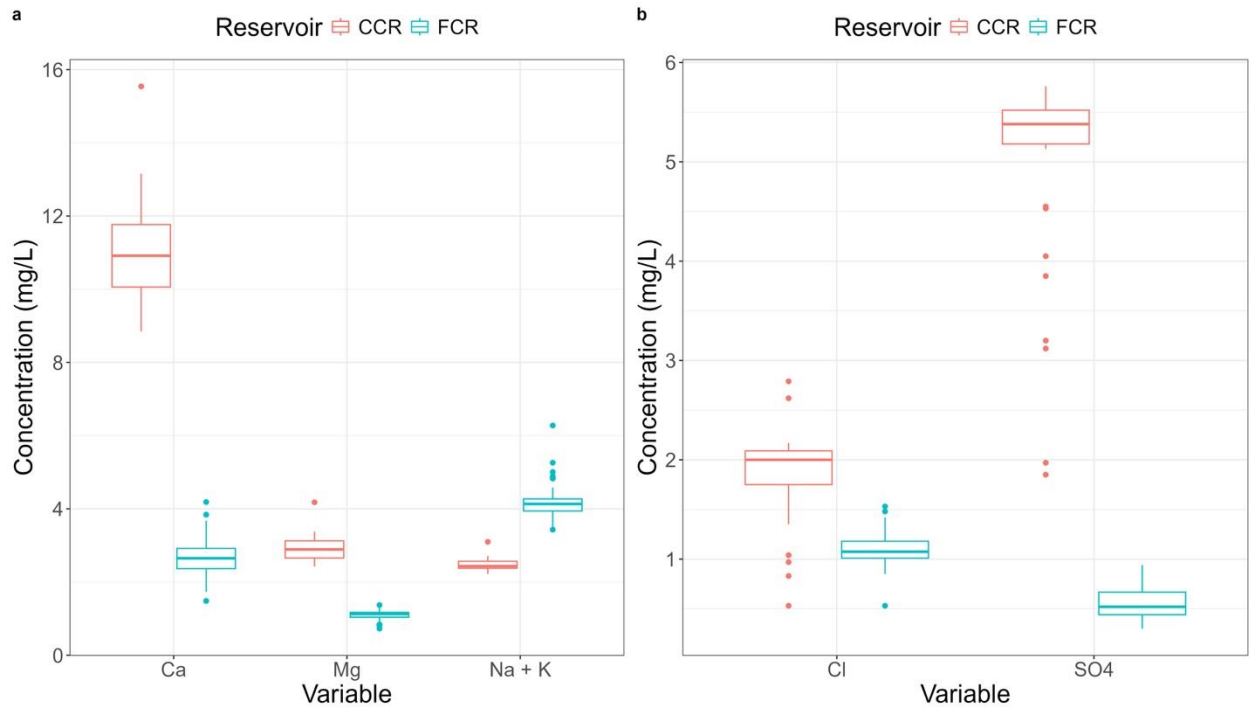 a
Reservoir CCR FCR
Concentration (mg/L)
16
12
8
4
0
Ca Mg Na + K
Variable
b
Reservoir CCR FCR
Concentration (mg/L)
6
5
4
3
2
1
Cl SO4
Variable